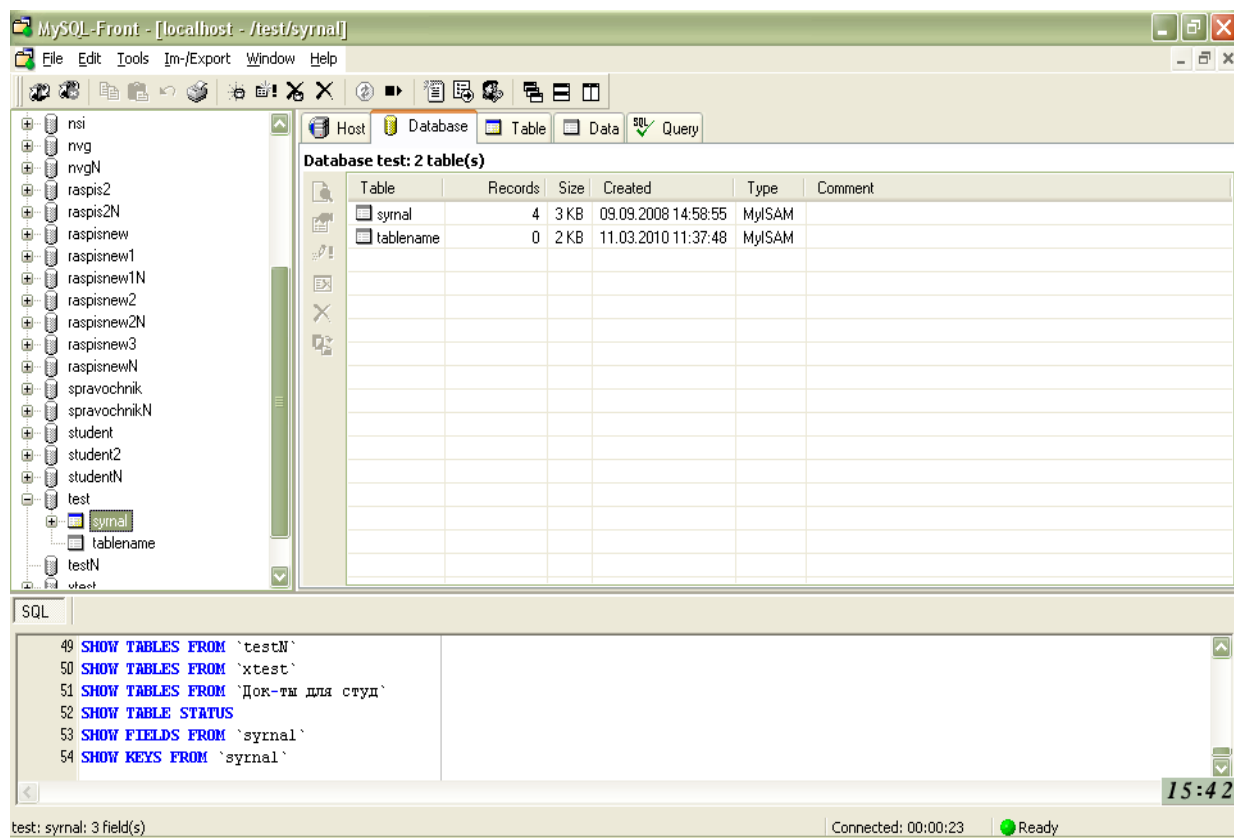 MySQL-Front - [localhost - /test/syrnal]
File Edit Tools Im-/Export Window Help
nsi
nvg
nvgN
raspis2
raspis2N
raspisnew
raspisnew1
raspisnew1N
raspisnew2
raspisnew2N
raspisnew3
raspisnewN
spravochnik
spravochnikN
student
student2
studentN
test
syrnal
tablename
testN
xtest
Host Database Table Data SQL Query
Database test: 2 table(s)
Table Records Size Created Type Comment
syrnal 4 3 KB 09.09.2008 14:58:55 MyISAM
tablename 0 2 KB 11.03.2010 11:37:48 MyISAM
SQL
49 SHOW TABLES FROM `testN`
50 SHOW TABLES FROM `xtest`
51 SHOW TABLES FROM `Док-ты для студ`
52 SHOW TABLE STATUS
53 SHOW FIELDS FROM `syrnal`
54 SHOW KEYS FROM `syrnal`
15:42
test: syrnal: 3 field(s) Connected: 00:00:23 Ready